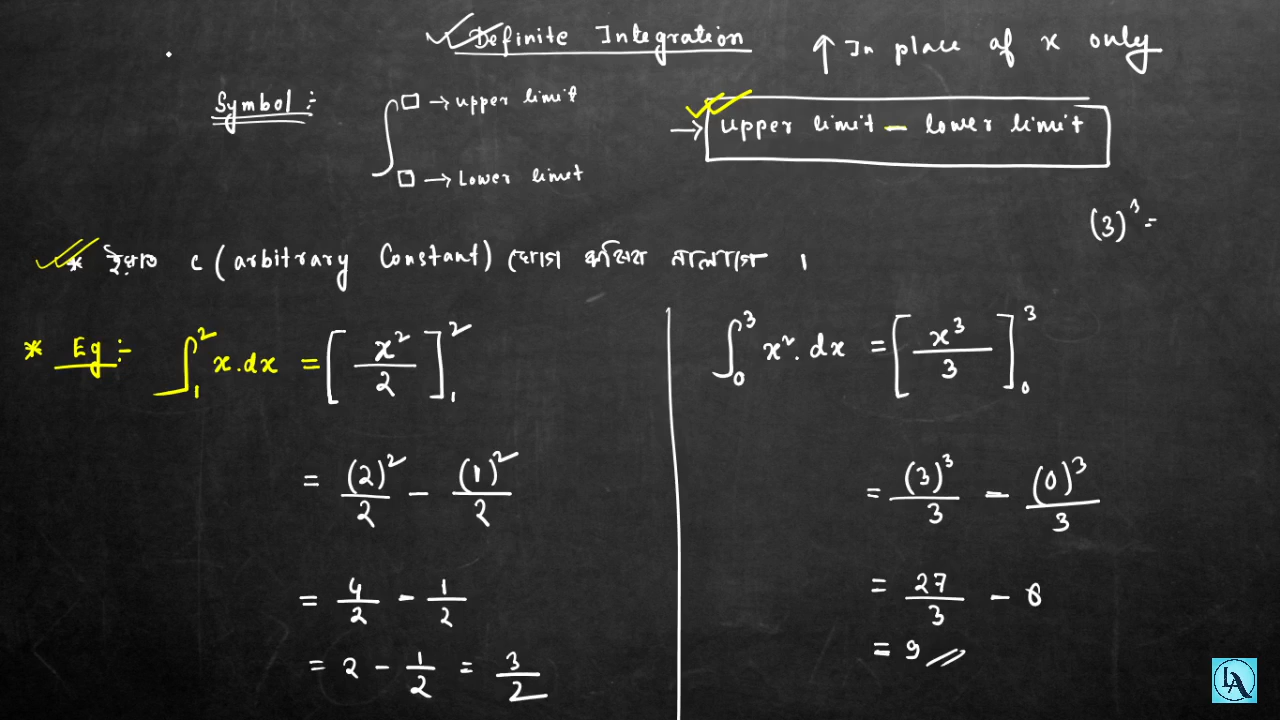 Definite Integration
↑ In place of x only
Symbol :-
∫ □ → upper limit
□ → Lower limit
→ upper limit - lower limit
(3)³ =
* ইয়াত c (arbitrary Constant) যোগ কৰিব নালাগে ।
* Eg :- ∫₁² x.dx = [x²/2]₁²
= (2)²/2 - (1)²/2
= 4/2 - 1/2
= 2 - 1/2 = 3/2
∫₀³ x².dx = [x³/3]₀³
= (3)³/3 - (0)³/3
= 27/3 - 0
= 9 //
LA